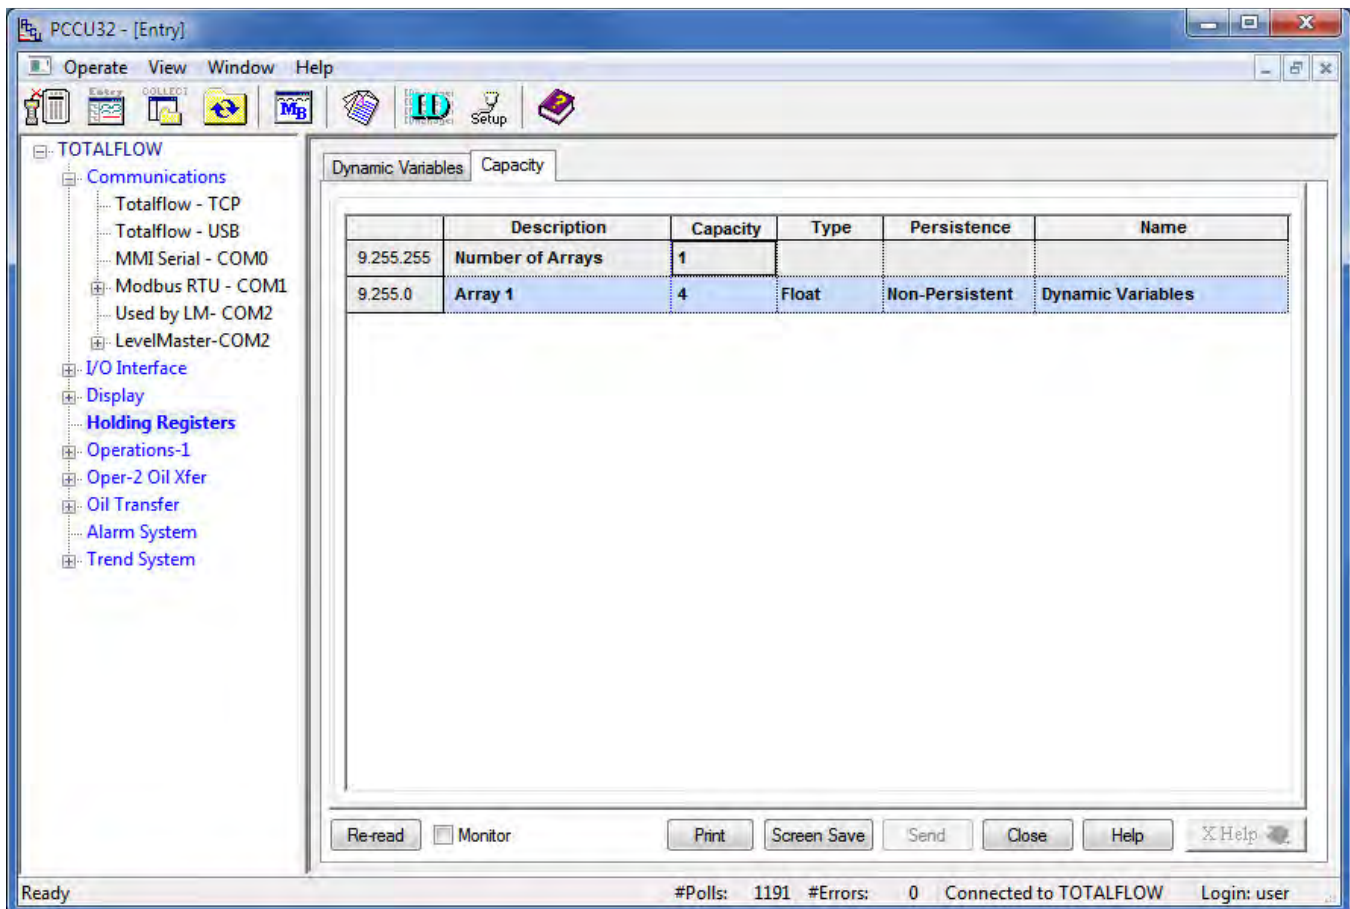 PCCU32 - [Entry]
Operate View Window Help
Entry COLLECT MB ID Setup
TOTALFLOW
Communications
Totalflow - TCP
Totalflow - USB
MMI Serial - COM0
Modbus RTU - COM1
Used by LM- COM2
LevelMaster-COM2
I/O Interface
Display
Holding Registers
Operations-1
Oper-2 Oil Xfer
Oil Transfer
Alarm System
Trend System
Dynamic Variables Capacity
Description Capacity Type Persistence Name
9.255.255 Number of Arrays 1
9.255.0 Array 1 4 Float Non-Persistent Dynamic Variables
Re-read Monitor Print Screen Save Send Close Help X Help
Ready #Polls: 1191 #Errors: 0 Connected to TOTALFLOW Login: user